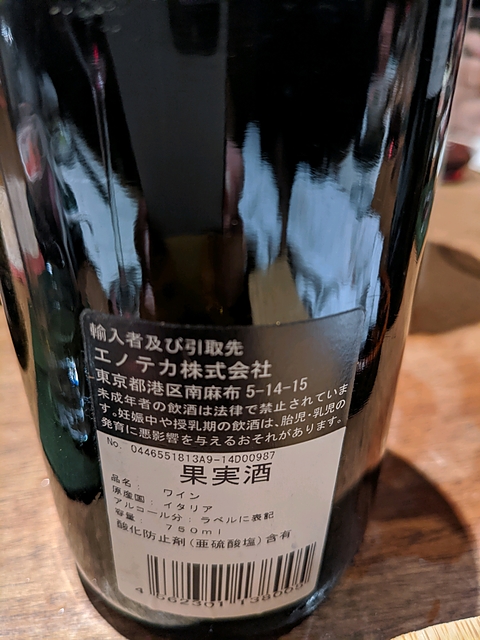 輸入者及び引取先
エノテカ株式会社
東京都港区南麻布 5-14-15
未成年者の飲酒は法律で禁止されていま
す。妊娠中や授乳期の飲酒は、胎児・乳児の
発育に悪影響を与えるおそれがあります。
No. 0446551813A9-14D00987
果実酒
品名: ワイン
原産国: イタリア
アルコール分: ラベルに表記
容量: 750ml
酸化防止剤(亜硫酸塩)含有